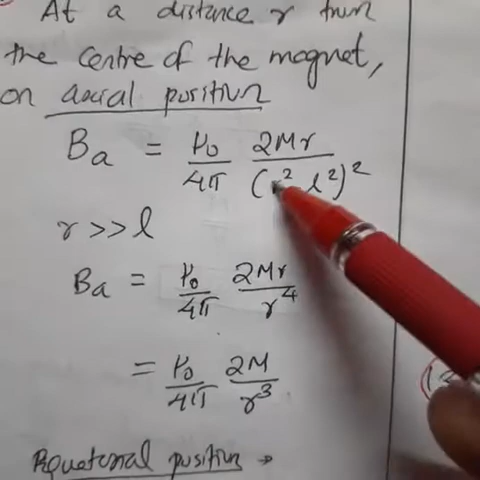 At a distance r from
the centre of the magnet,
on axial position
Ba = μ0/4π 2Mr/(r² l²)²
r >> l
Ba = μ0/4π 2Mr/r⁴
= μ0/4π 2M/r³
Equatorial position →